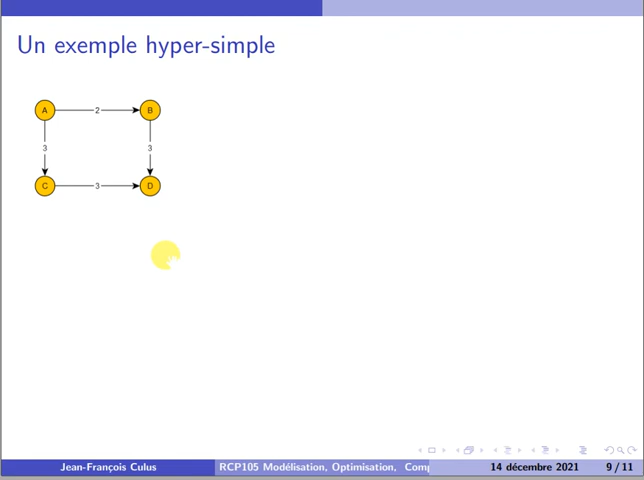 Un exemple hyper-simple
A 2 B
3 3
C 3 D
Jean-François Culus RCP105 Modélisation, Optimisation, Comp 14 décembre 2021 9 / 11